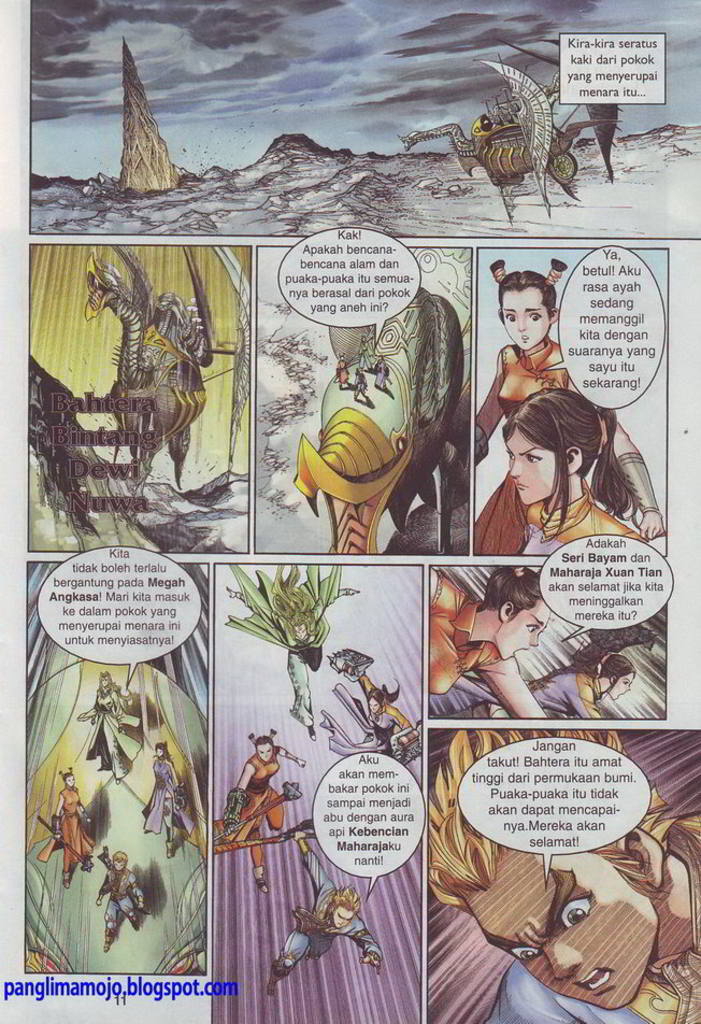 Kira-kira seratus
kaki dari pokok
yang menyerupai
menara itu...
Kak!
Apakah bencana-
bencana alam dan
puaka-puaka itu semua-
nya berasal dari pokok
yang aneh ini?
Ya,
betul! Aku
rasa ayah
sedang
memanggil
kita dengan
suaranya yang
sayu itu
sekarang!
Bahtera
Bintang
Dewi
Nuwa
Kita
tidak boleh terlalu
bergantung pada Megah
Angkasa! Mari kita masuk
ke dalam pokok yang
menyerupai menara ini
untuk menyiasatnya!
Aku
akan mem-
bakar pokok ini
sampai menjadi
abu dengan aura
api Kebencian
Maharajaku
nanti!
Adakah
Seri Bayam dan
Maharaja Xuan Tian
akan selamat jika kita
meninggalkan
mereka itu?
Jangan
takut! Bahtera itu amat
tinggi dari permukaan bumi.
Puaka-puaka itu tidak
akan dapat mencapai-
nya.Mereka akan
selamat!
panglimamojo.blogspot.com
11